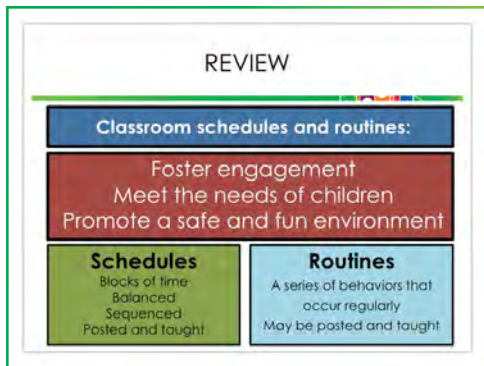 REVIEW
Classroom schedules and routines:
Foster engagement
Meet the needs of children
Promote a safe and fun environment
Schedules
Blocks of time
Balanced
Sequenced
Posted and taught
Routines
A series of behaviors that
occur regularly
May be posted and taught